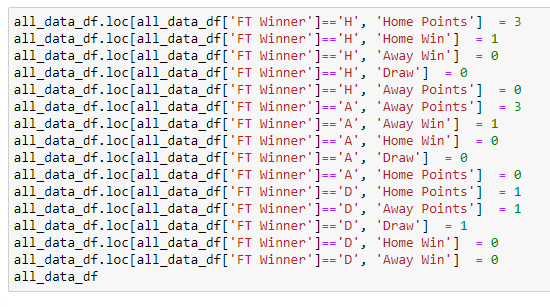 all_data_df.loc[all_data_df['FT Winner']=='H', 'Home Points']  = 3
all_data_df.loc[all_data_df['FT Winner']=='H', 'Home Win']  = 1
all_data_df.loc[all_data_df['FT Winner']=='H', 'Away Win']  = 0
all_data_df.loc[all_data_df['FT Winner']=='H', 'Draw']  = 0
all_data_df.loc[all_data_df['FT Winner']=='H', 'Away Points']  = 0
all_data_df.loc[all_data_df['FT Winner']=='A', 'Away Points']  = 3
all_data_df.loc[all_data_df['FT Winner']=='A', 'Away Win']  = 1
all_data_df.loc[all_data_df['FT Winner']=='A', 'Home Win']  = 0
all_data_df.loc[all_data_df['FT Winner']=='A', 'Draw']  = 0
all_data_df.loc[all_data_df['FT Winner']=='A', 'Home Points']  = 0
all_data_df.loc[all_data_df['FT Winner']=='D', 'Home Points']  = 1
all_data_df.loc[all_data_df['FT Winner']=='D', 'Away Points']  = 1
all_data_df.loc[all_data_df['FT Winner']=='D', 'Draw']  = 1
all_data_df.loc[all_data_df['FT Winner']=='D', 'Home Win']  = 0
all_data_df.loc[all_data_df['FT Winner']=='D', 'Away Win']  = 0
all_data_df